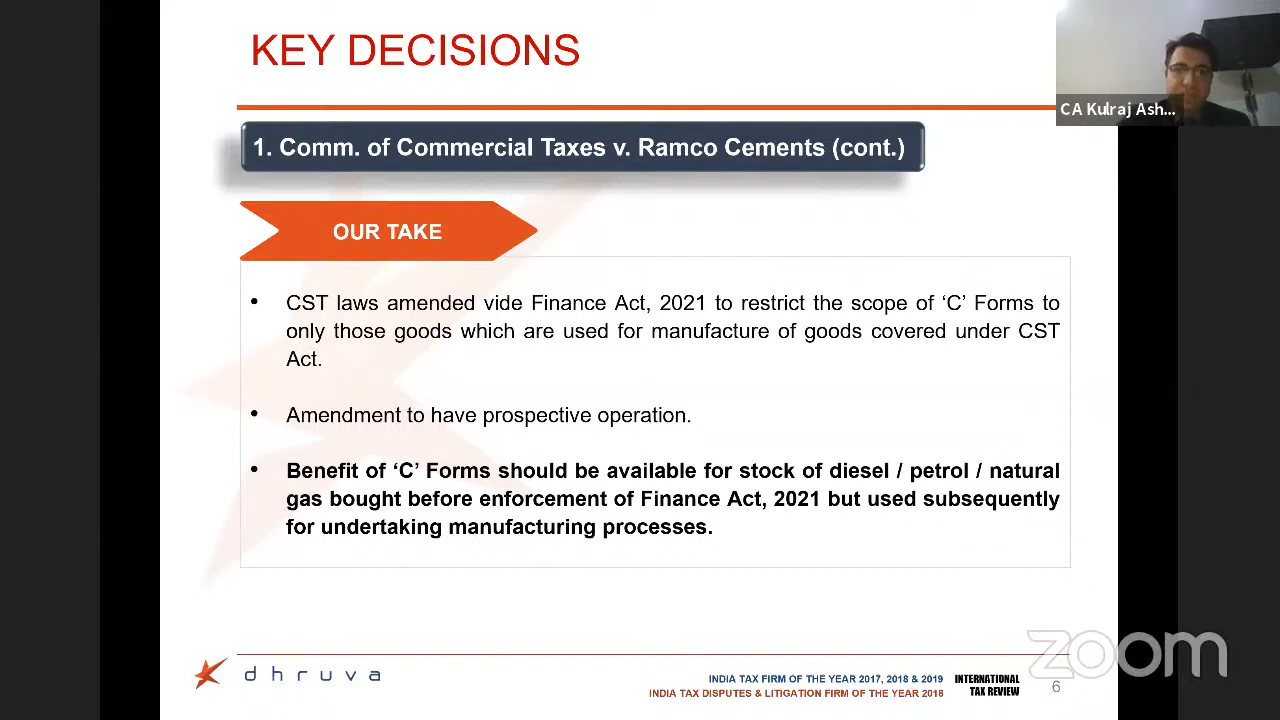 KEY DECISIONS
CA Kulraj Ash...
1. Comm. of Commercial Taxes v. Ramco Cements (cont.)
OUR TAKE
• CST laws amended vide Finance Act, 2021 to restrict the scope of ‘C’ Forms to
only those goods which are used for manufacture of goods covered under CST
Act.
• Amendment to have prospective operation.
• Benefit of ‘C’ Forms should be available for stock of diesel / petrol / natural
gas bought before enforcement of Finance Act, 2021 but used subsequently
for undertaking manufacturing processes.
zoom
dhruva
INDIA TAX FIRM OF THE YEAR 2017, 2018 & 2019
INDIA TAX DISPUTES & LITIGATION FIRM OF THE YEAR 2018
INTERNATIONAL
TAX REVIEW
6